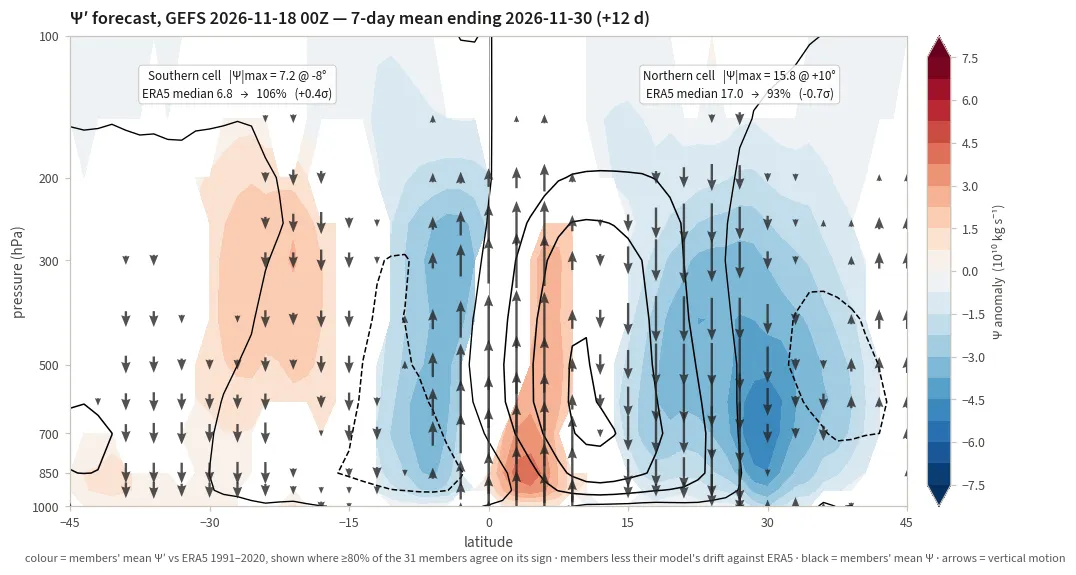 Ψ′ forecast, GEFS 2026-11-18 00Z — 7-day mean ending 2026-11-30 (+12 d)
Southern cell |Ψ|max = 7.2 @ -8°
ERA5 median 6.8 → 106% (+0.4σ)
Northern cell |Ψ|max = 15.8 @ +10°
ERA5 median 17.0 → 93% (-0.7σ)
pressure (hPa)
100
200
300
400
500
700
850
1000
−45
−30
−15
0
15
30
45
latitude
7.5
6.0
4.5
3.0
1.5
0.0
−1.5
−3.0
−4.5
−6.0
−7.5
Ψ anomaly (10¹⁰ kg s⁻¹)
colour = members' mean Ψ′ vs ERA5 1991–2020, shown where ≥80% of the 31 members agree on its sign · members less their model's drift against ERA5 · black = members' mean Ψ · arrows = vertical motion